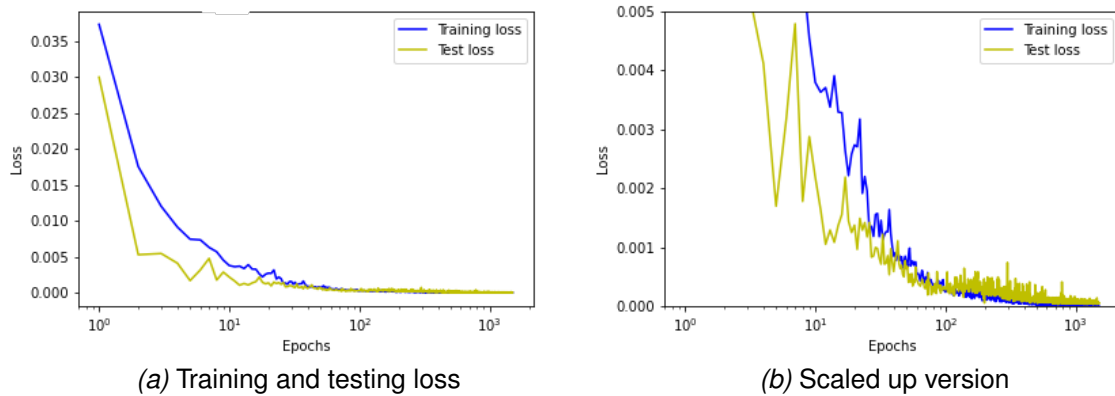 0.035
0.030
0.025
0.020
0.015
0.010
0.005
0.000
Loss
Training loss
Test loss
10⁰
10¹
10²
10³
Epochs
(a) Training and testing loss
0.005
0.004
0.003
0.002
0.001
0.000
Loss
Training loss
Test loss
10⁰
10¹
10²
10³
Epochs
(b) Scaled up version